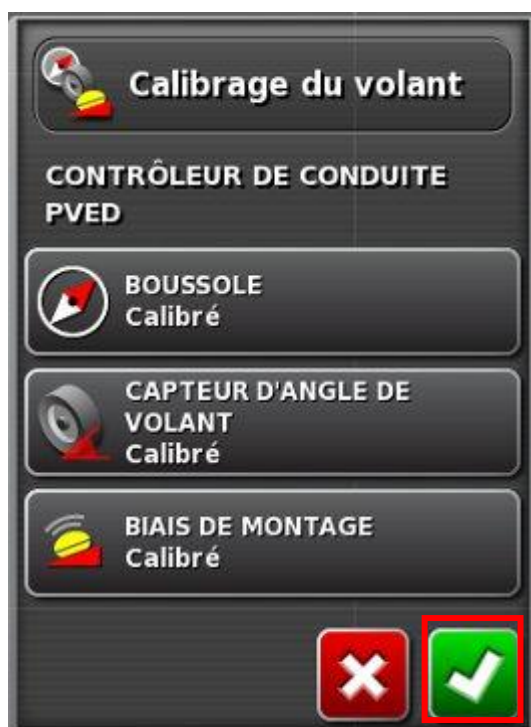 Calibrage du volant
CONTRÔLEUR DE CONDUITE
PVED
BOUSSOLE
Calibré
CAPTEUR D'ANGLE DE
VOLANT
Calibré
BIAIS DE MONTAGE
Calibré